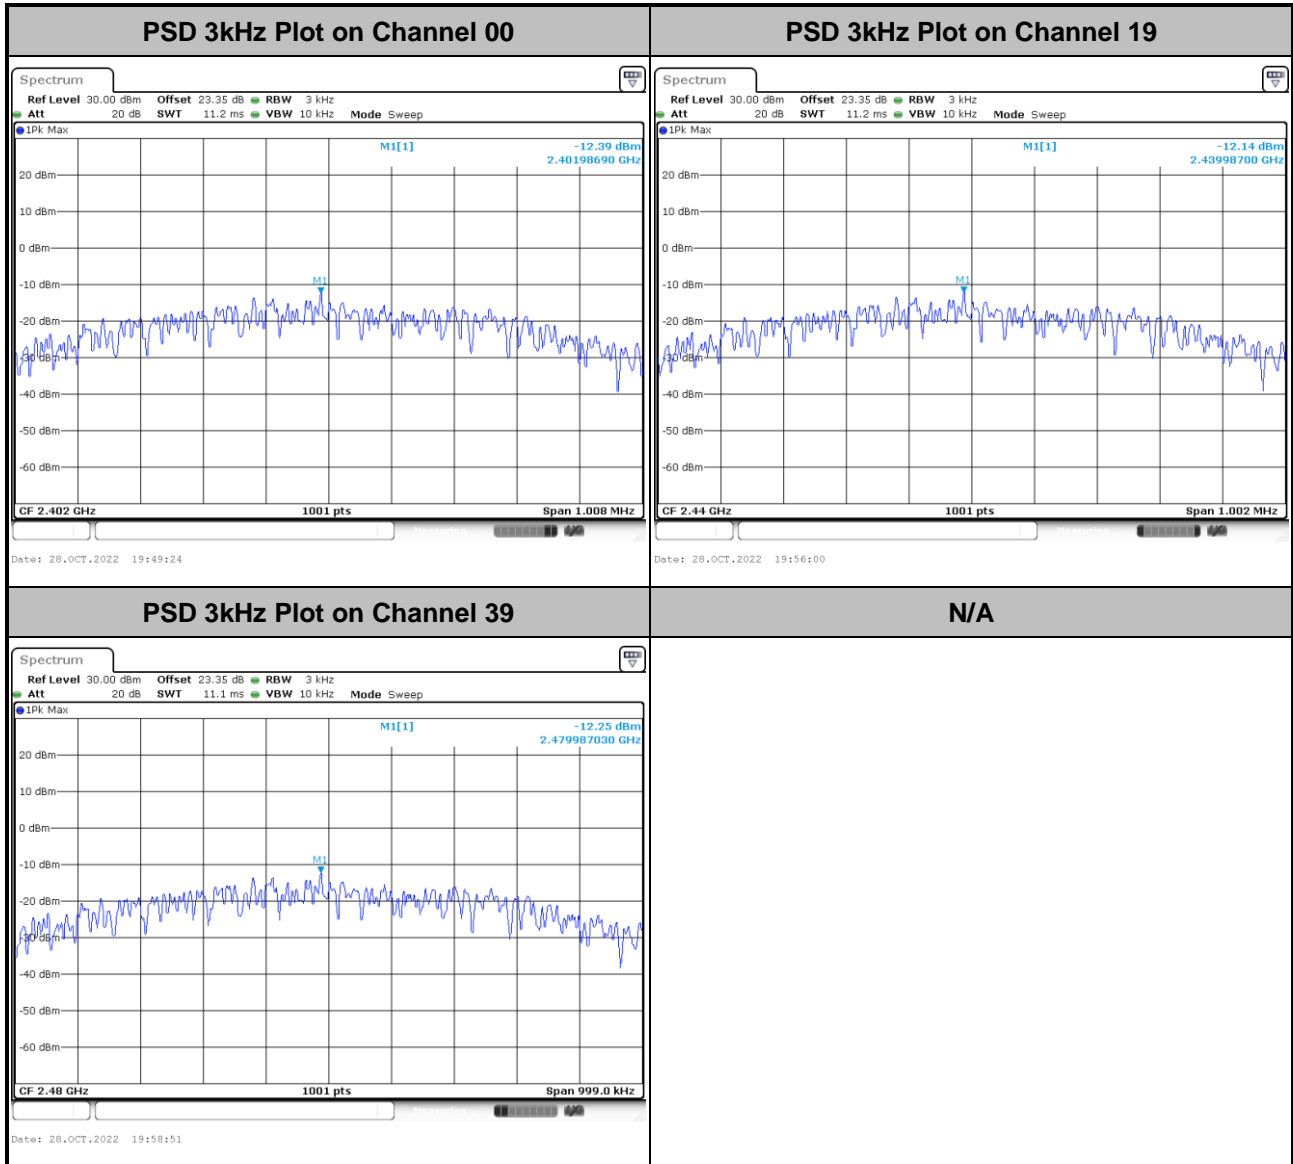 PSD 3kHz Plot on Channel 00
PSD 3kHz Plot on Channel 19
Spectrum
Ref Level 30.00 dBm Offset 23.35 dB RBW 3 kHz
Att 20 dB SWT 11.2 ms VBW 10 kHz Mode Sweep
1Pk Max
M1[1] -12.39 dBm
2.40198690 GHz
20 dBm
10 dBm
0 dBm
M1
-10 dBm
-20 dBm
-30 dBm
-40 dBm
-50 dBm
-60 dBm
CF 2.402 GHz 1001 pts Span 1.008 MHz
Measuring...
Date: 28.OCT.2022 19:49:24
Spectrum
Ref Level 30.00 dBm Offset 23.35 dB RBW 3 kHz
Att 20 dB SWT 11.2 ms VBW 10 kHz Mode Sweep
1Pk Max
M1[1] -12.14 dBm
2.43998700 GHz
20 dBm
10 dBm
0 dBm
M1
-10 dBm
-20 dBm
-30 dBm
-40 dBm
-50 dBm
-60 dBm
CF 2.44 GHz 1001 pts Span 1.002 MHz
Measuring...
Date: 28.OCT.2022 19:56:00
PSD 3kHz Plot on Channel 39
N/A
Spectrum
Ref Level 30.00 dBm Offset 23.35 dB RBW 3 kHz
Att 20 dB SWT 11.1 ms VBW 10 kHz Mode Sweep
1Pk Max
M1[1] -12.25 dBm
2.479987030 GHz
20 dBm
10 dBm
0 dBm
M1
-10 dBm
-20 dBm
-30 dBm
-40 dBm
-50 dBm
-60 dBm
CF 2.48 GHz 1001 pts Span 999.0 kHz
Measuring...
Date: 28.OCT.2022 19:58:51